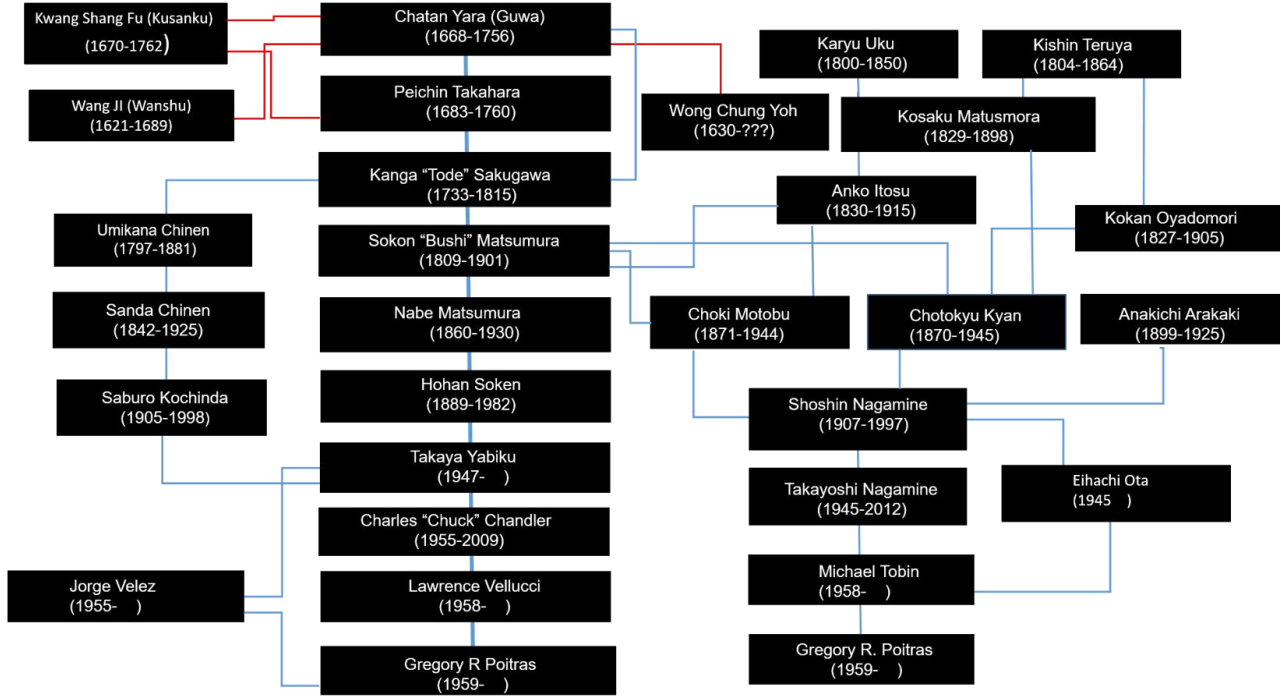 Kwang Shang Fu (Kusanku)
(1670-1762)
Chatan Yara (Guwa)
(1668-1756)
Karyu Uku
(1800-1850)
Kishin Teruya
(1804-1864)
Wang JI (Wanshu)
(1621-1689)
Peichin Takahara
(1683-1760)
Wong Chung Yoh
(1630-???)
Kosaku Matusmora
(1829-1898)
Kanga “Tode” Sakugawa
(1733-1815)
Anko Itosu
(1830-1915)
Umikana Chinen
(1797-1881)
Sokon “Bushi” Matsumura
(1809-1901)
Kokan Oyadomori
(1827-1905)
Sanda Chinen
(1842-1925)
Nabe Matsumura
(1860-1930)
Choki Motobu
(1871-1944)
Chotokyu Kyan
(1870-1945)
Anakichi Arakaki
(1899-1925)
Saburo Kochinda
(1905-1998)
Hohan Soken
(1889-1982)
Shoshin Nagamine
(1907-1997)
Takaya Yabiku
(1947- )
Takayoshi Nagamine
(1945-2012)
Eihachi Ota
(1945 )
Charles “Chuck” Chandler
(1955-2009)
Jorge Velez
(1955- )
Lawrence Vellucci
(1958- )
Michael Tobin
(1958- )
Gregory R Poitras
(1959- )
Gregory R. Poitras
(1959- )